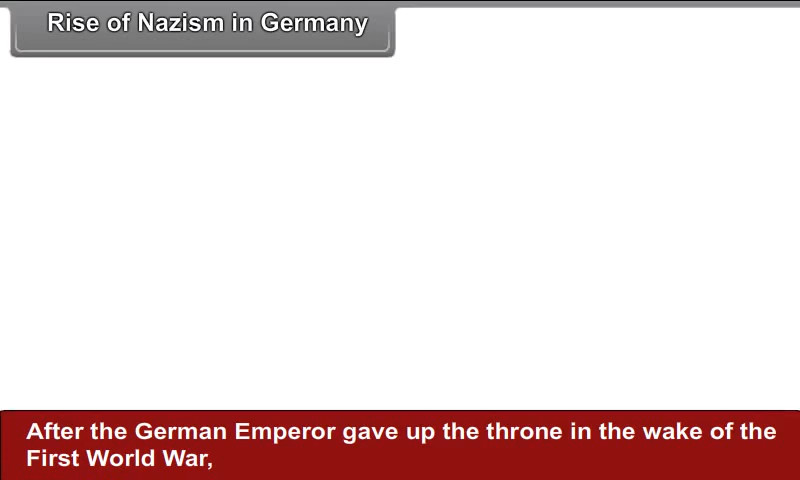 Rise of Nazism in Germany
After the German Emperor gave up the throne in the wake of the
First World War,